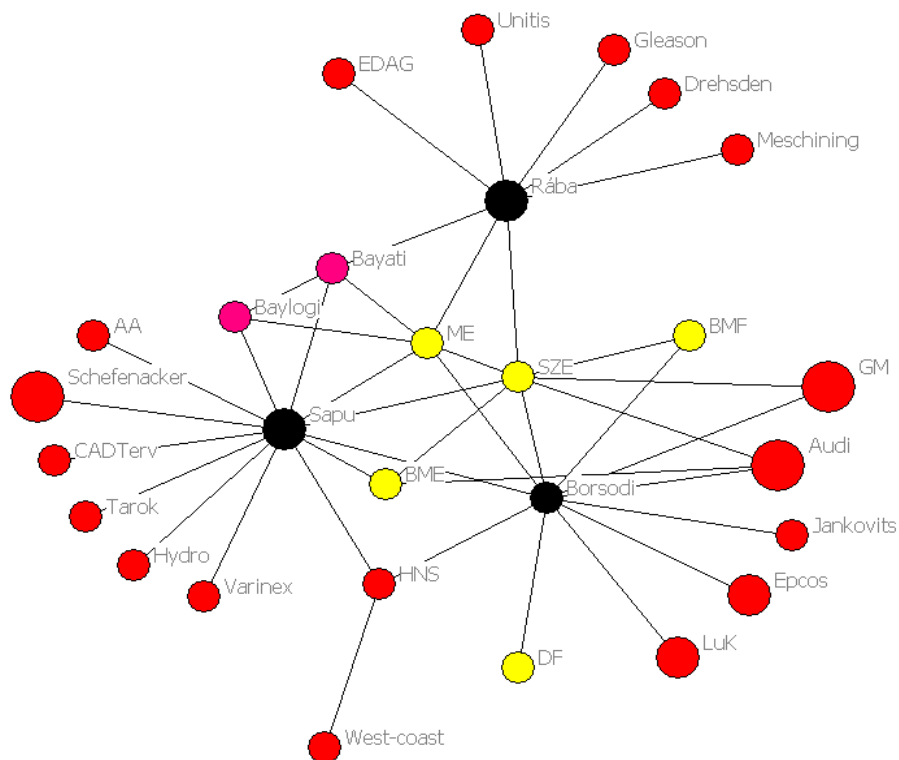 Unitis
Gleason
EDAG
Drehsden
Meschining
Rába
Bayati
Baylogi
AA
ME
BMF
Schefenacker
SZE
GM
Sapu
CADTerv
Audi
BME
Borsodi
Tarok
Jankovits
Hydro
HNS
Epcos
Varinex
LuK
DF
West-coast